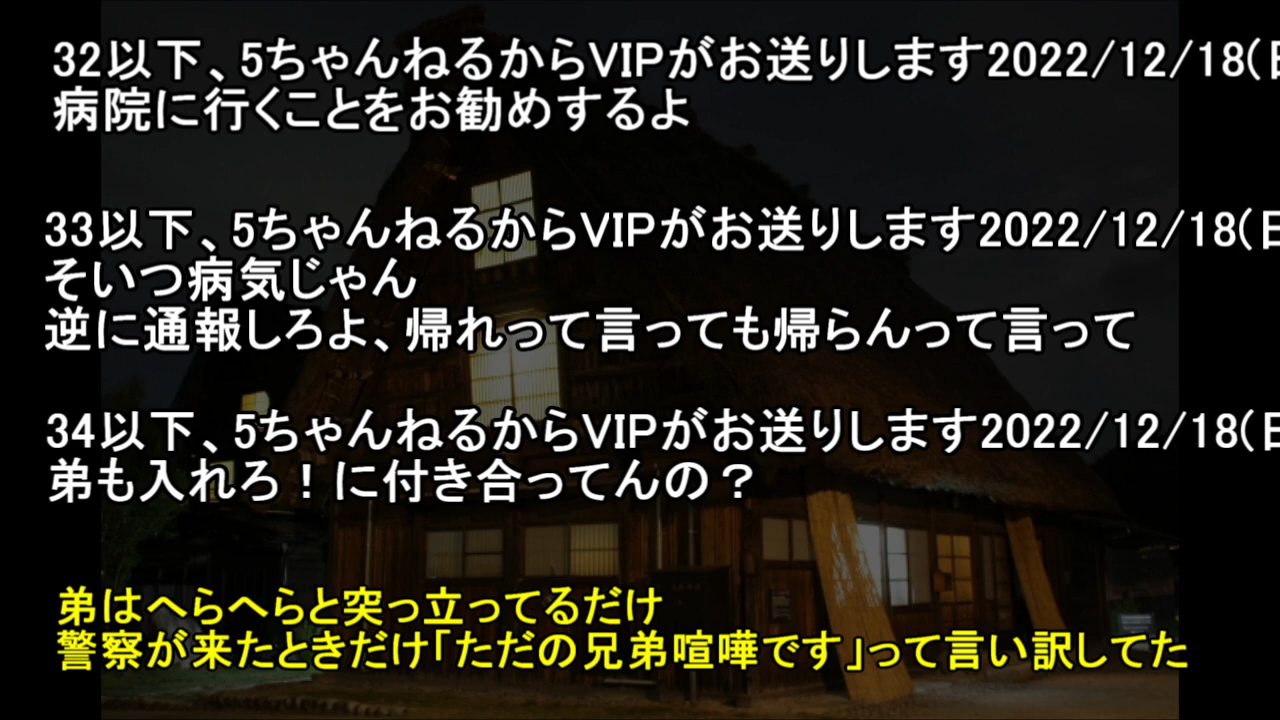 32以下、5ちゃんねるからVIPがお送りします2022/12/18(日
病院に行くことをお勧めするよ
33以下、5ちゃんねるからVIPがお送りします2022/12/18(日
そいつ病気じゃん
逆に通報しろよ、帰れって言っても帰らんって言って
34以下、5ちゃんねるからVIPがお送りします2022/12/18(日
弟も入れろ！に付き合ってんの？
弟はへらへらと突っ立ってるだけ
警察が来たときだけ「ただの兄弟喧嘩です」って言い訳してた